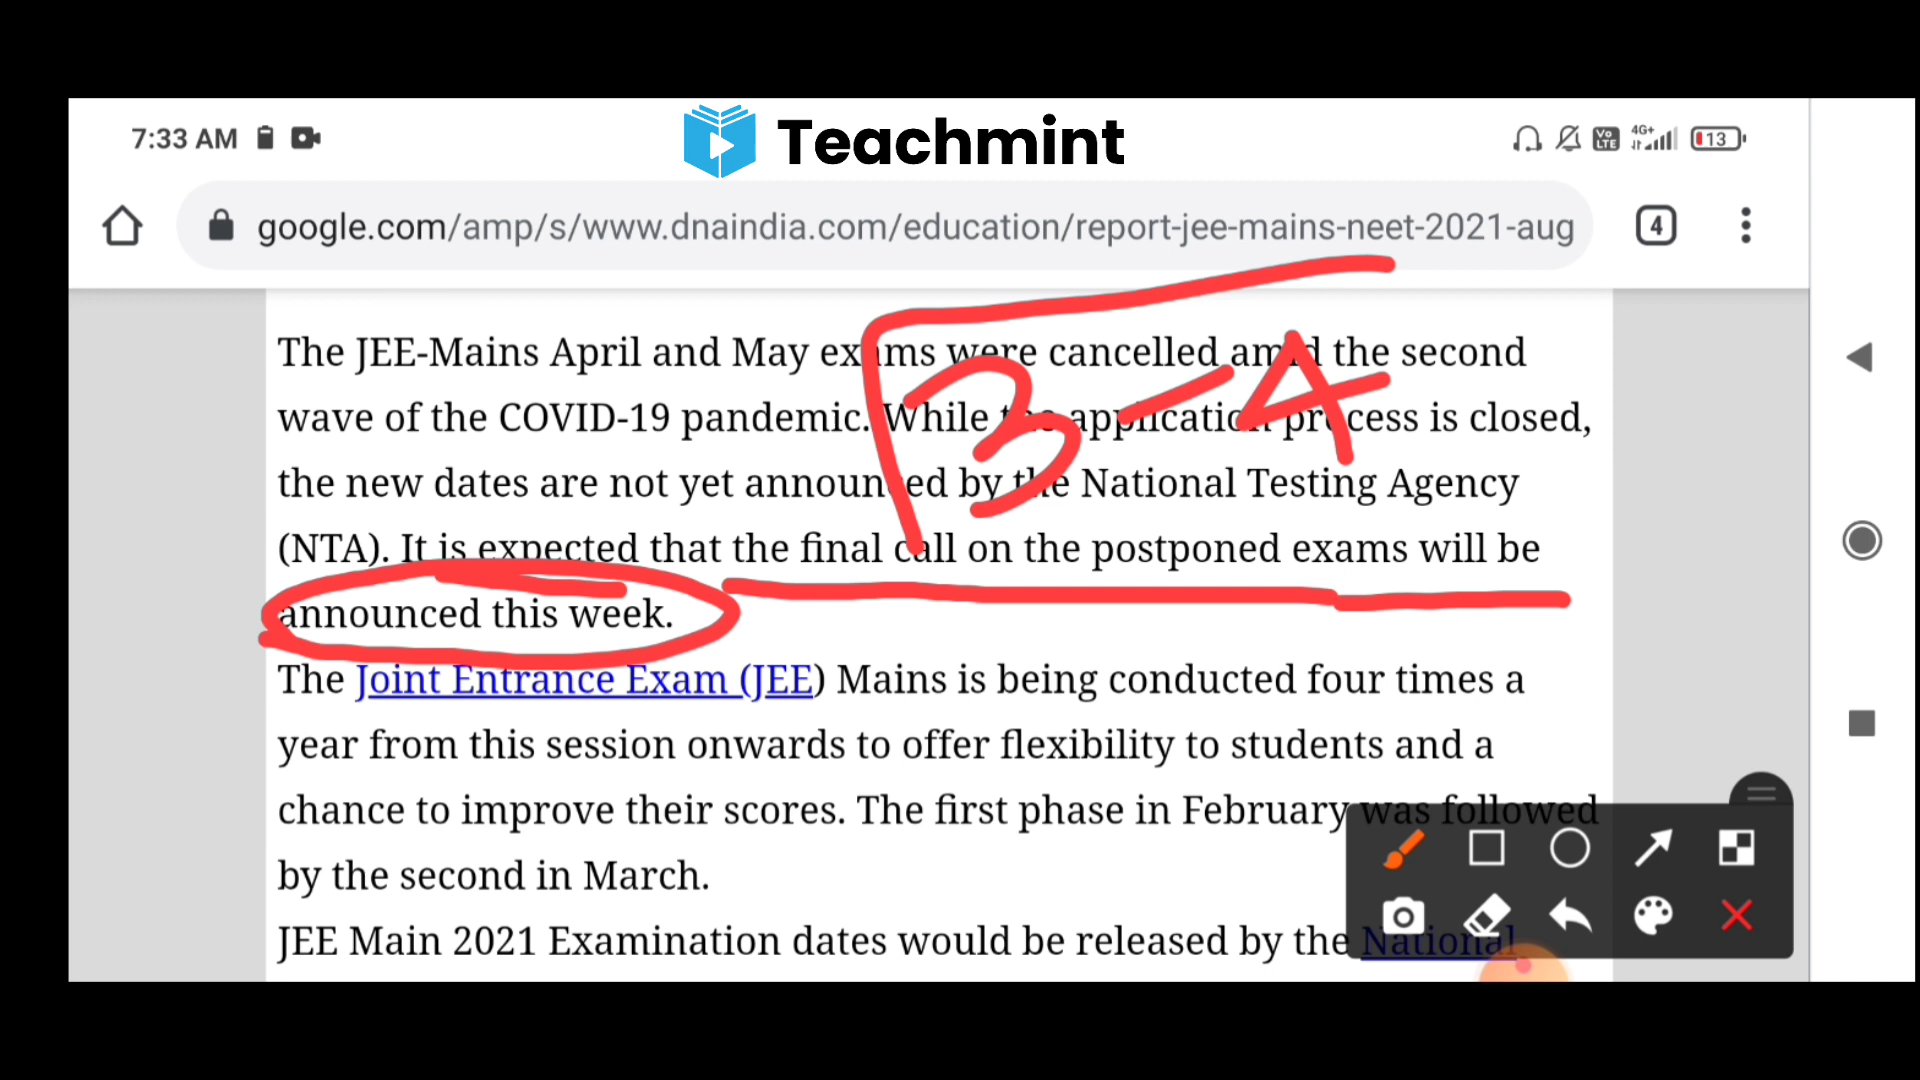 7:33 AM
Teachmint
Vo LTE
4G+
13
google.com/amp/s/www.dnaindia.com/education/report-jee-mains-neet-2021-aug
4
3-4
The JEE-Mains April and May exams were cancelled amid the second
wave of the COVID-19 pandemic. While the application process is closed,
the new dates are not yet announced by the National Testing Agency
(NTA). It is expected that the final call on the postponed exams will be
announced this week.
The Joint Entrance Exam (JEE) Mains is being conducted four times a
year from this session onwards to offer flexibility to students and a
chance to improve their scores. The first phase in February was followed
by the second in March.
JEE Main 2021 Examination dates would be released by the National